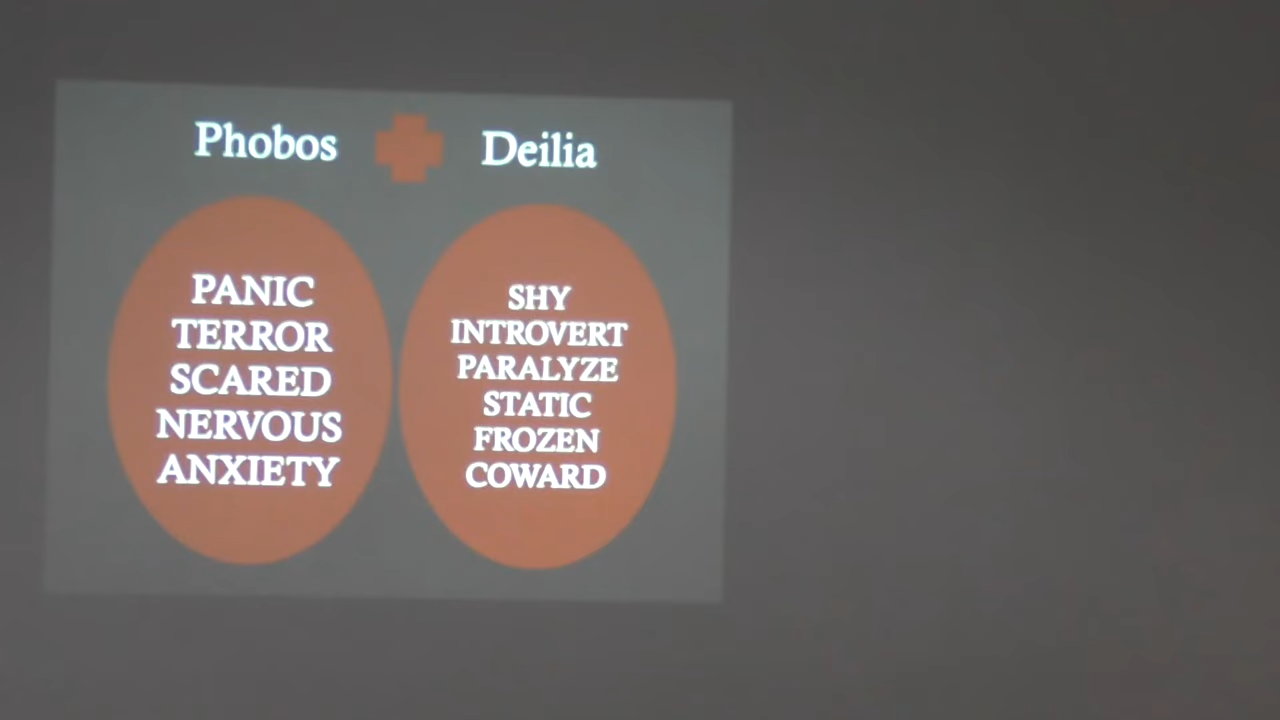 Phobos Deilia
PANIC
TERROR
SCARED
NERVOUS
ANXIETY
SHY
INTROVERT
PARALYZE
STATIC
FROZEN
COWARD